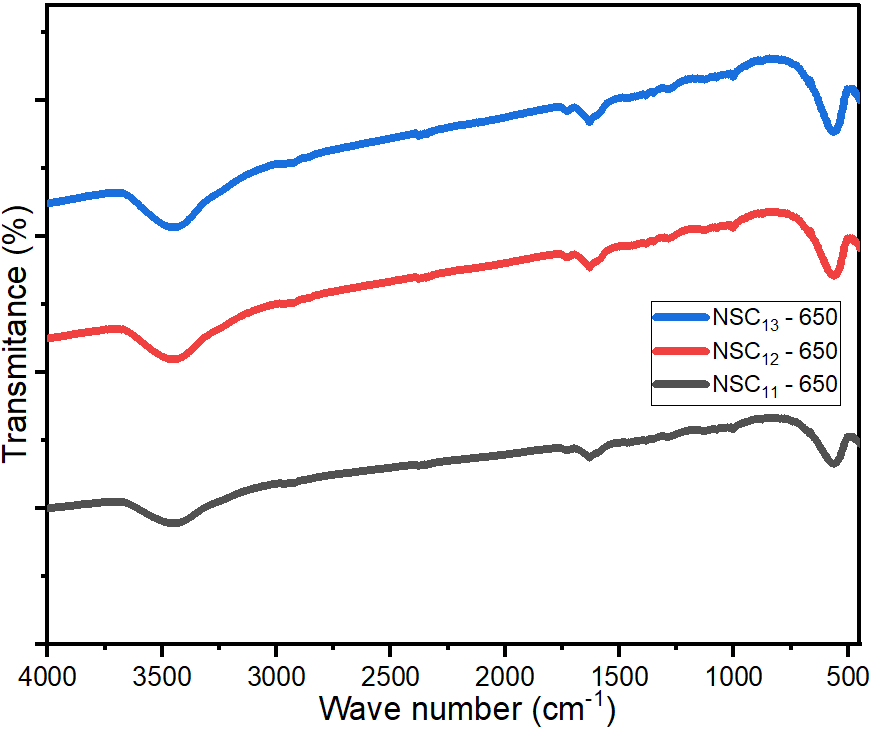 Transmitance (%)
NSC₁₃ - 650
NSC₁₂ - 650
NSC₁₁ - 650
4000 3500 3000 2500 2000 1500 1000 500
Wave number (cm⁻¹)